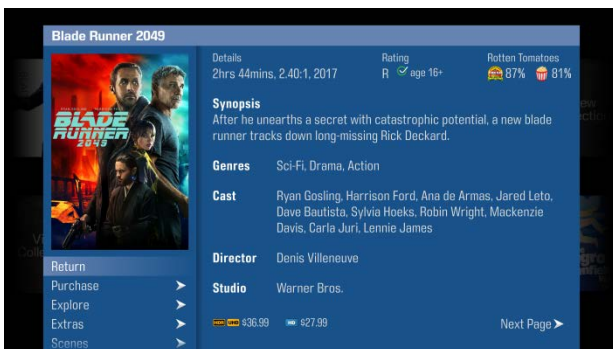 Blade Runner 2049
Details
2hrs 44mins, 2.40:1, 2017
Rating
R age 16+
Rotten Tomatoes
87% 81%
BLADE
RUNNER
2049
Synopsis
After he unearths a secret with catastrophic potential, a new blade
runner tracks down long-missing Rick Deckard.
Genres Sci-Fi, Drama, Action
Cast Ryan Gosling, Harrison Ford, Ana de Armas, Jared Leto,
Dave Bautista, Sylvia Hoeks, Robin Wright, Mackenzie
Davis, Carla Juri, Lennie James
Director Denis Villeneuve
Studio Warner Bros.
HDR UHD $36.99 HD $27.99
Next Page
Return
Purchase
Explore
Extras
Scenes